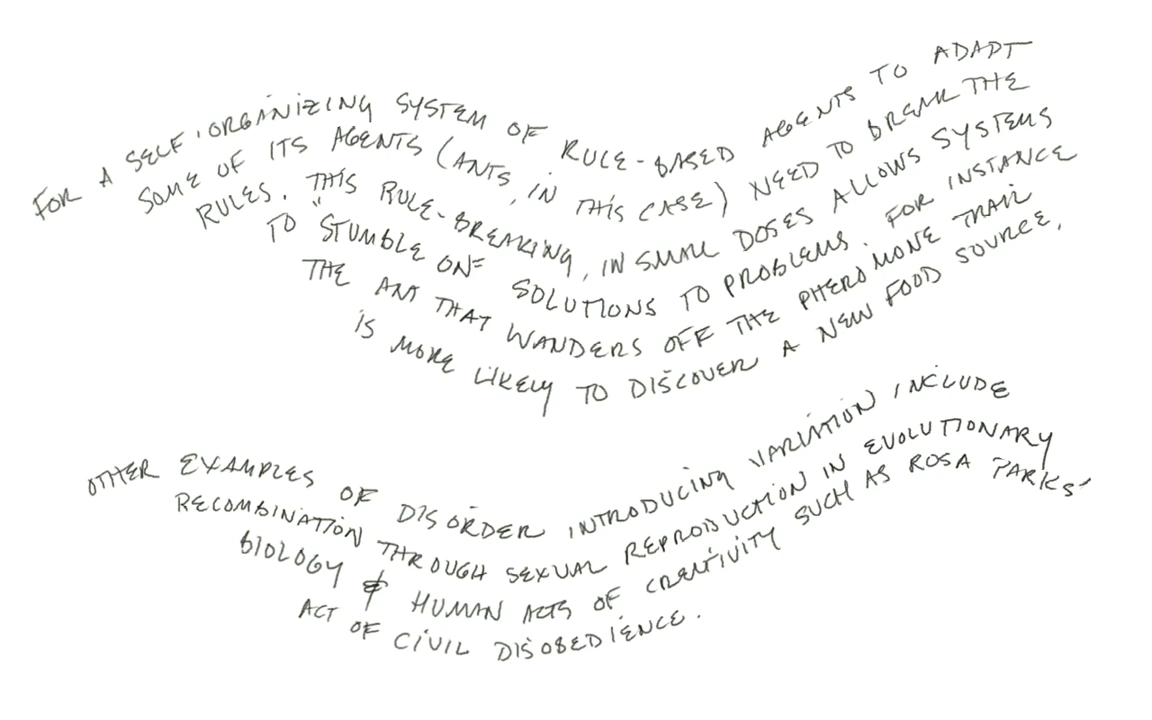 FOR A SELF-ORGANIZING SYSTEM OF RULE-BASED AGENTS TO ADAPT
SOME OF ITS AGENTS (ANTS, IN THIS CASE) NEED TO BREAK THE
RULES. THIS RULE-BREAKING, IN SMALL DOSES ALLOWS SYSTEMS
TO "STUMBLE ON" SOLUTIONS TO PROBLEMS. FOR INSTANCE
THE ANT THAT WANDERS OFF THE PHEROMONE TRAIL
IS MORE LIKELY TO DISCOVER A NEW FOOD SOURCE.
OTHER EXAMPLES OF DISORDER INTRODUCING VARIATION INCLUDE
RECOMBINATION THROUGH SEXUAL REPRODUCTION IN EVOLUTIONARY
BIOLOGY & HUMAN ACTS OF CREATIVITY SUCH AS ROSA PARKS'
ACT OF CIVIL DISOBEDIENCE.